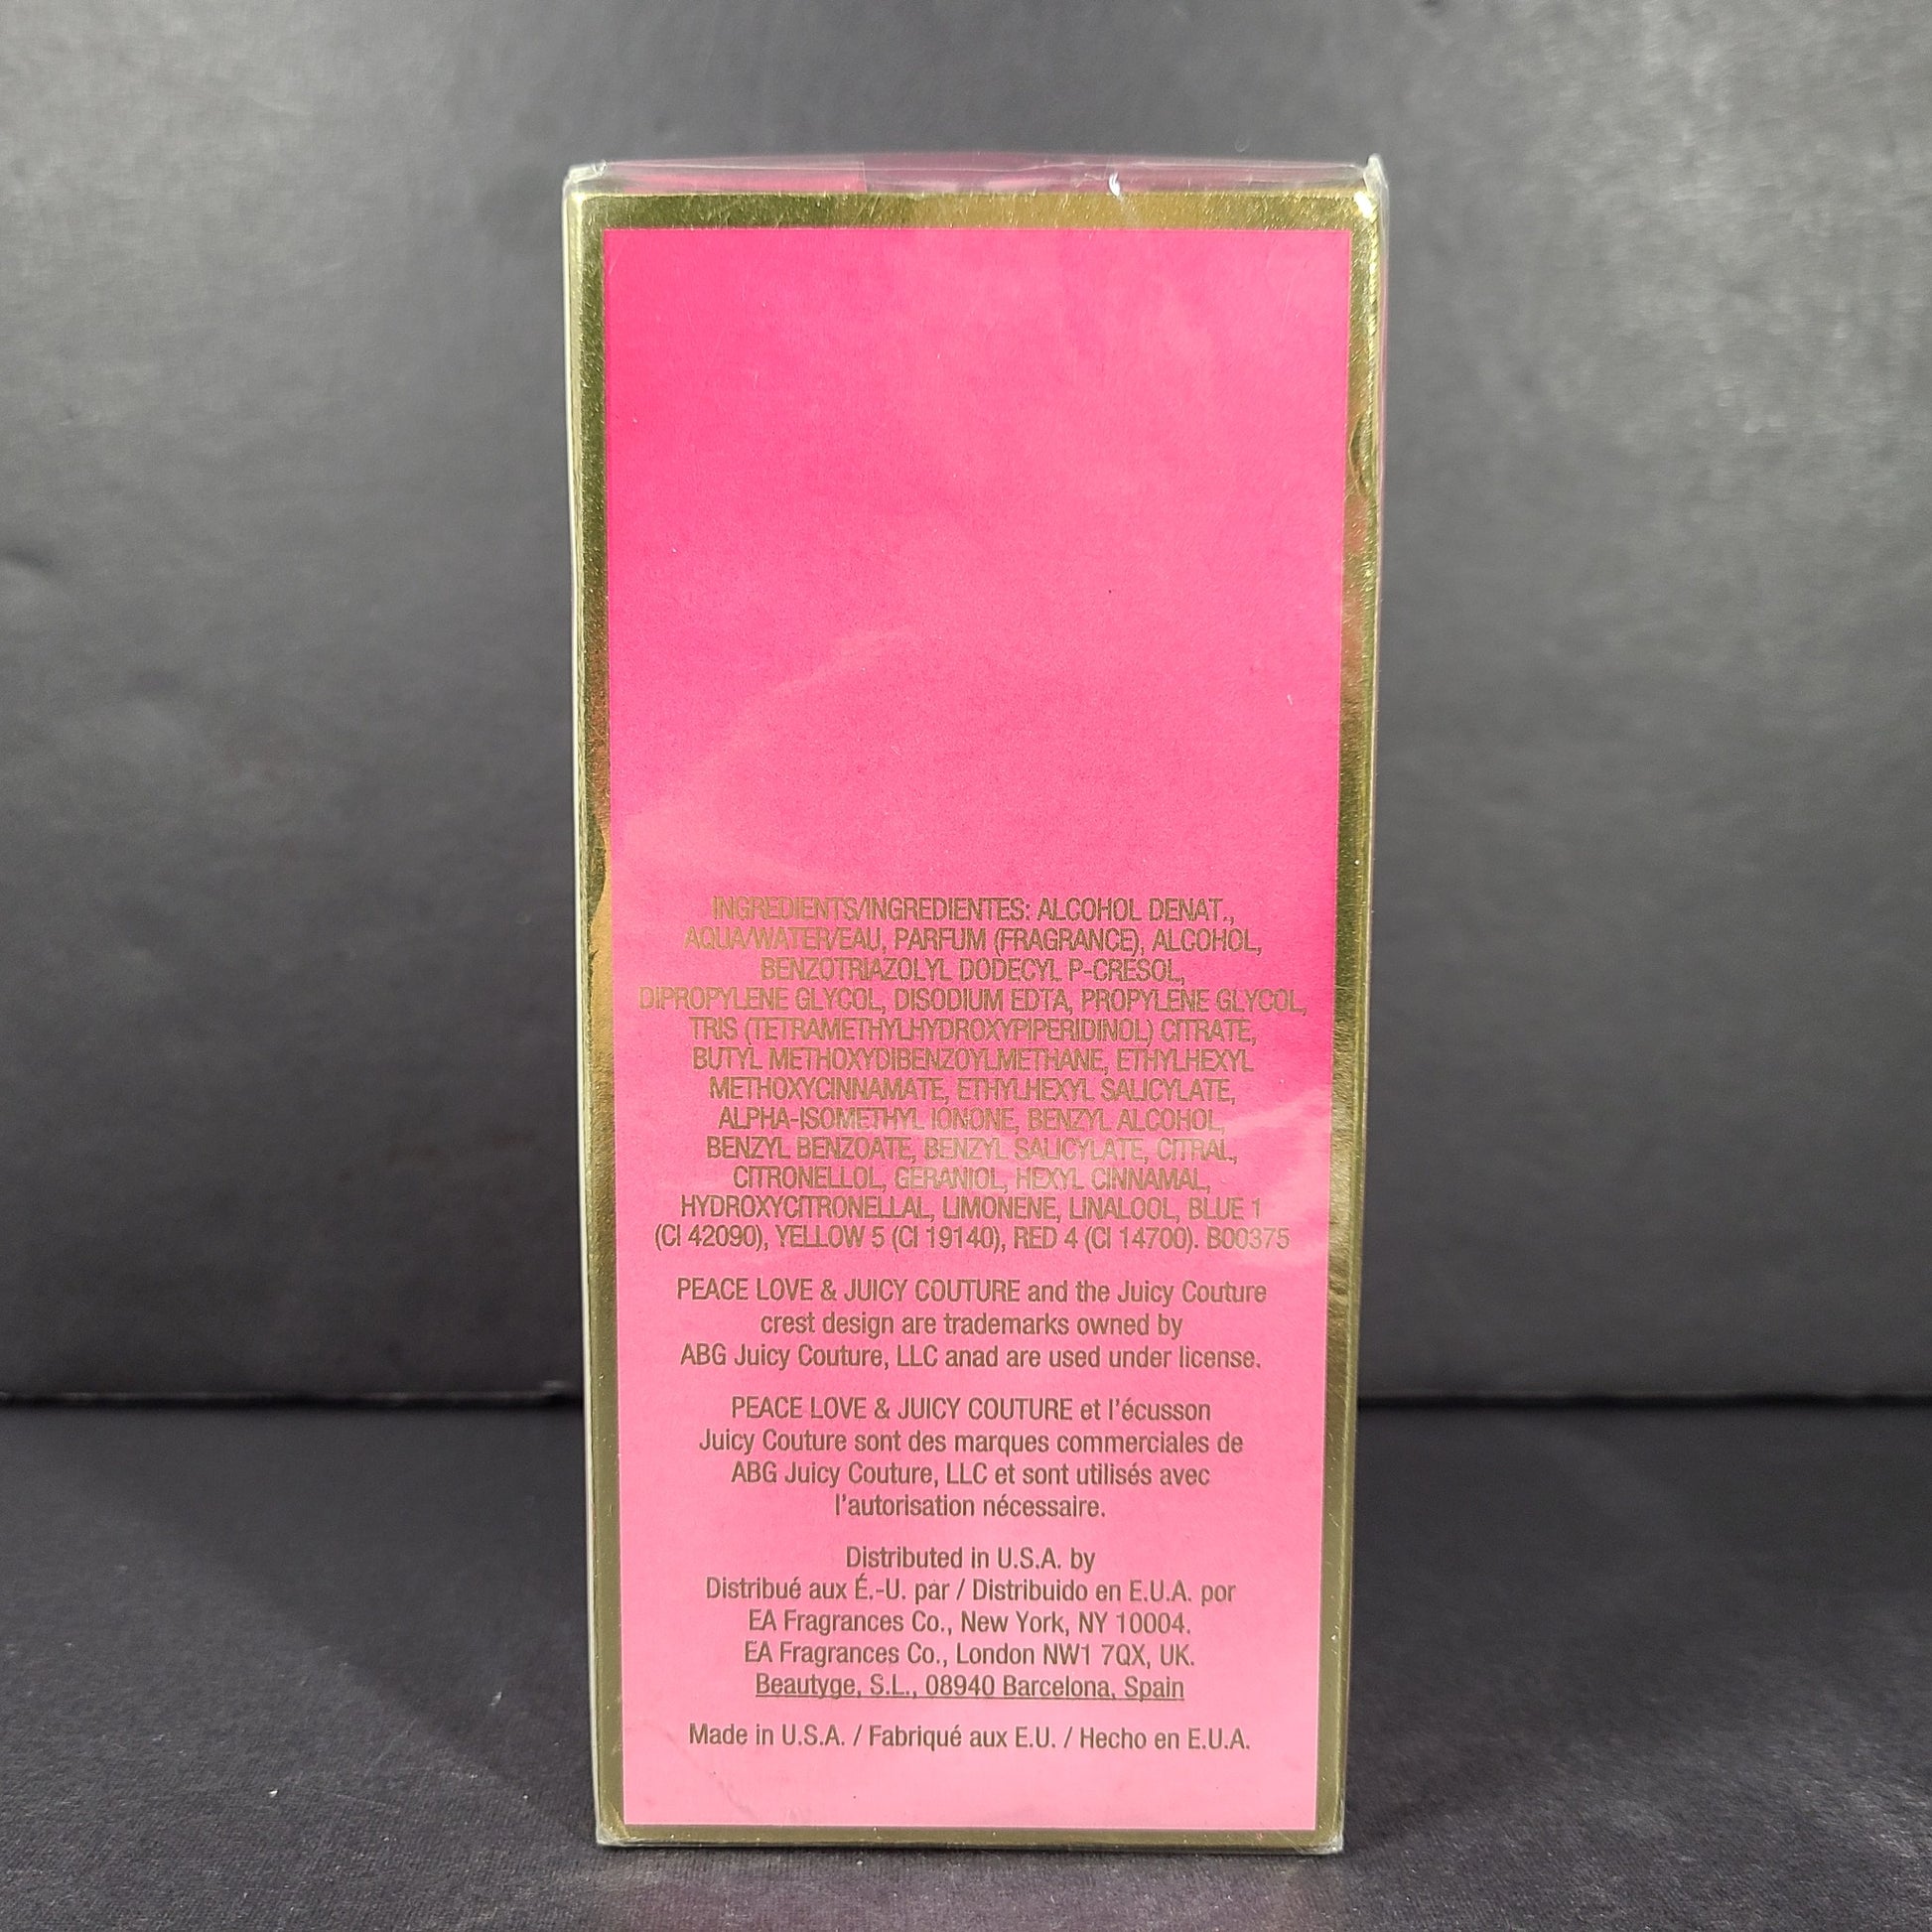 INGREDIENTS/INGREDIENTES: ALCOHOL DENAT.,
AQUA/WATER/EAU, PARFUM (FRAGRANCE), ALCOHOL,
BENZOTRIAZOLYL DODECYL P-CRESOL,
DIPROPYLENE GLYCOL, DISODIUM EDTA, PROPYLENE GLYCOL,
TRIS (TETRAMETHYLHYDROXYPIPERIDINOL) CITRATE,
BUTYL METHOXYDIBENZOYLMETHANE, ETHYLHEXYL
METHOXYCINNAMATE, ETHYLHEXYL SALICYLATE,
ALPHA-ISOMETHYL IONONE, BENZYL ALCOHOL,
BENZYL BENZOATE, BENZYL SALICYLATE, CITRAL,
CITRONELLOL, GERANIOL, HEXYL CINNAMAL,
HYDROXYCITRONELLAL, LIMONENE, LINALOOL, BLUE 1
(CI 42090), YELLOW 5 (CI 19140), RED 4 (CI 14700). B00375
PEACE LOVE & JUICY COUTURE and the Juicy Couture
crest design are trademarks owned by
ABG Juicy Couture, LLC anad are used under license.
PEACE LOVE & JUICY COUTURE et l'écusson
Juicy Couture sont des marques commerciales de
ABG Juicy Couture, LLC et sont utilisés avec
l'autorisation nécessaire.
Distributed in U.S.A. by
Distribué aux É.-U. par / Distribuido en E.U.A. por
EA Fragrances Co., New York, NY 10004.
EA Fragrances Co., London NW1 7QX, UK.
Beautyge, S.L., 08940 Barcelona, Spain
Made in U.S.A. / Fabriqué aux E.U. / Hecho en E.U.A.